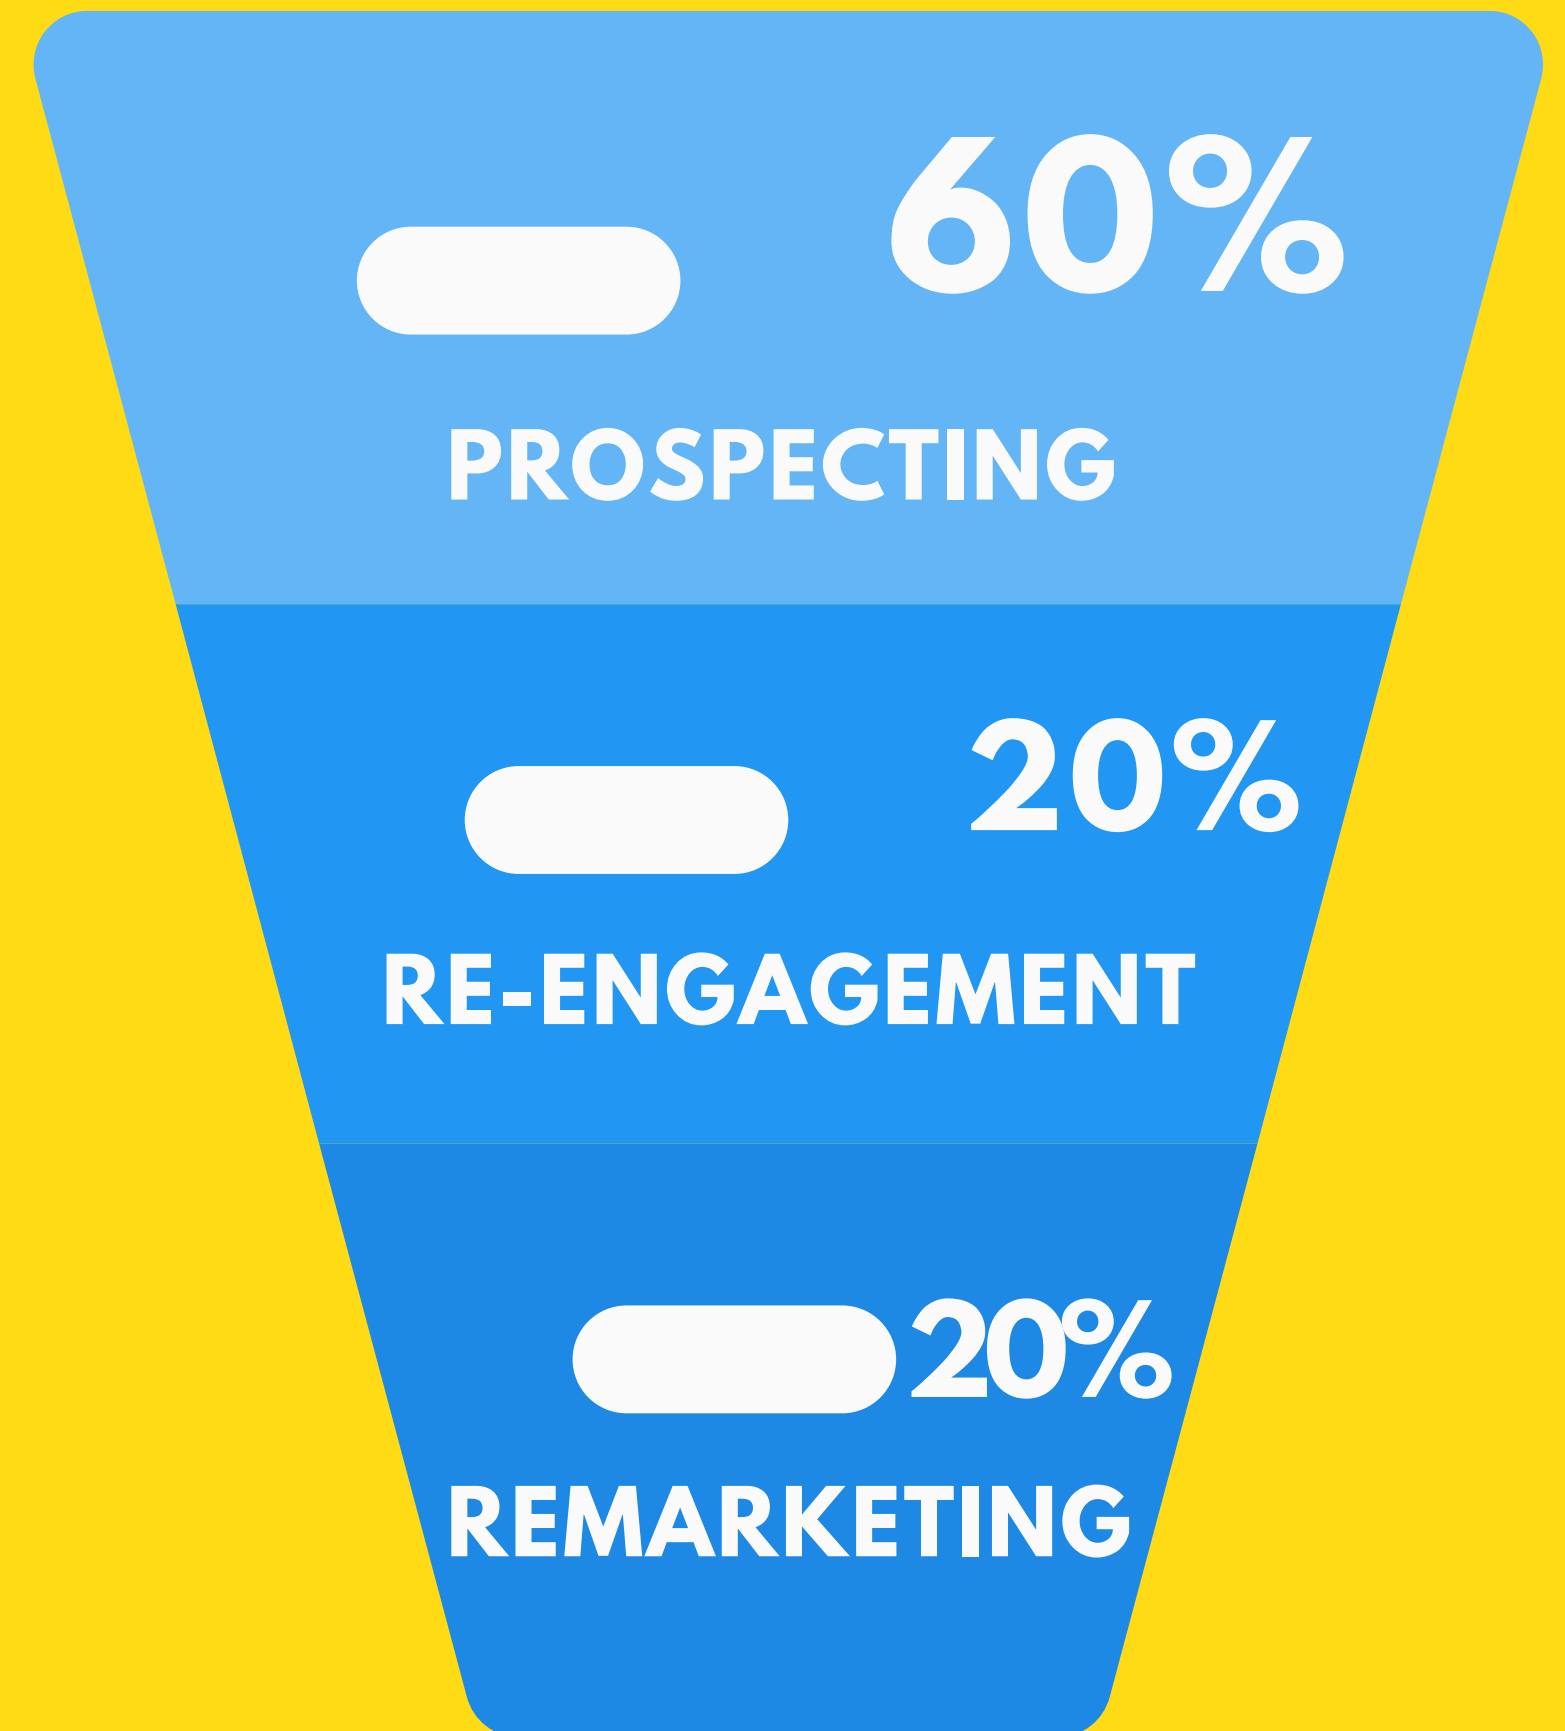 60%
PROSPECTING
20%
RE-ENGAGEMENT
20%
REMARKETING